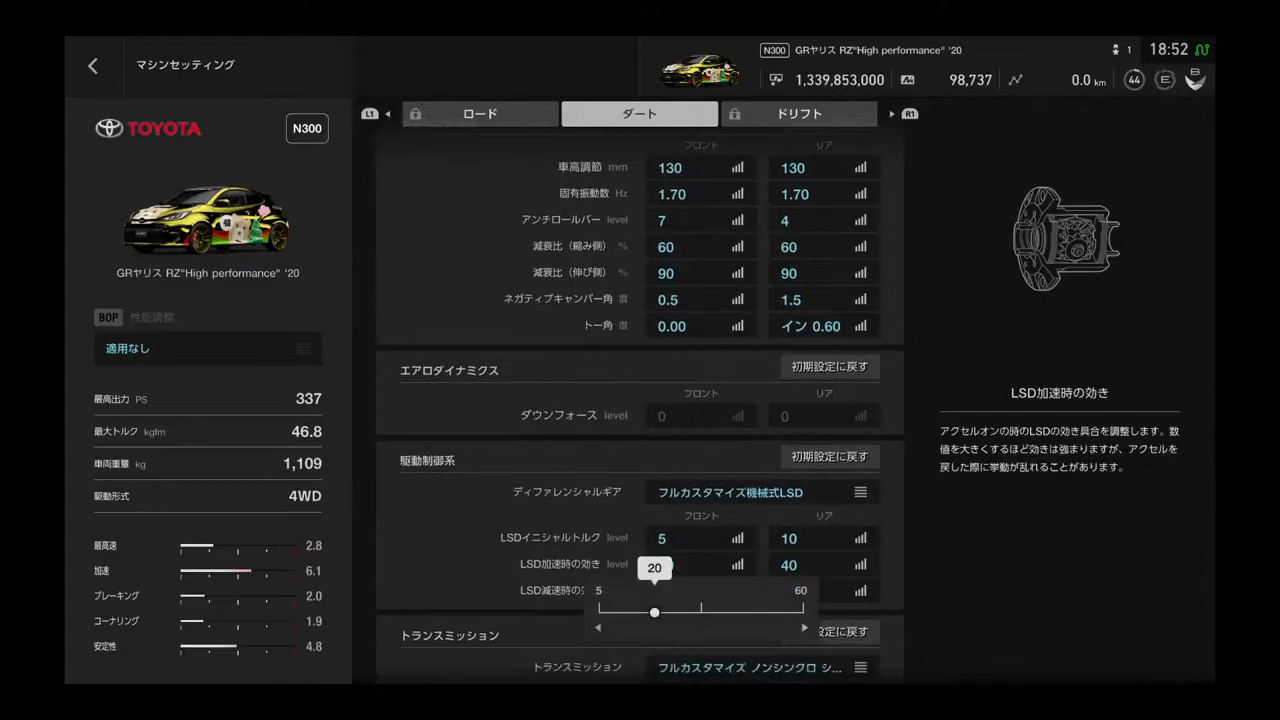 マシンセッティング
N300 GRヤリス RZ"High performance" '20
1 18:52
1,339,853,000 98,737 0.0 km 44 E B
TOYOTA N300
GRヤリス RZ"High performance" '20
BOP 性能調整
適用なし
最高出力 PS 337
最大トルク kgfm 46.8
車両重量 kg 1,109
駆動形式 4WD
最高速 2.8
加速 6.1
ブレーキング 2.0
コーナリング 1.9
安定性 4.8
L1 ロード ダート ドリフト R1
フロント リア
車高調節 mm 130 130
固有振動数 Hz 1.70 1.70
アンチロールバー level 7 4
減衰比（縮み側） % 60 60
減衰比（伸び側） % 90 90
ネガティブキャンバー角 度 0.5 1.5
トー角 度 0.00 イン 0.60
エアロダイナミクス 初期設定に戻す
フロント リア
ダウンフォース level 0 0
駆動制御系 初期設定に戻す
ディファレンシャルギア フルカスタマイズ機械式LSD
フロント リア
LSDイニシャルトルク level 5 10
LSD加速時の効き level 40
20
LSD減速時の
5 60
トランスミッション 設定に戻す
トランスミッション フルカスタマイズ ノンシンクロ シ...
LSD加速時の効き
アクセルオンの時のLSDの効き具合を調整します。数
値を大きくするほど効きは強まりますが、アクセルを
戻した際に挙動が乱れることがあります。